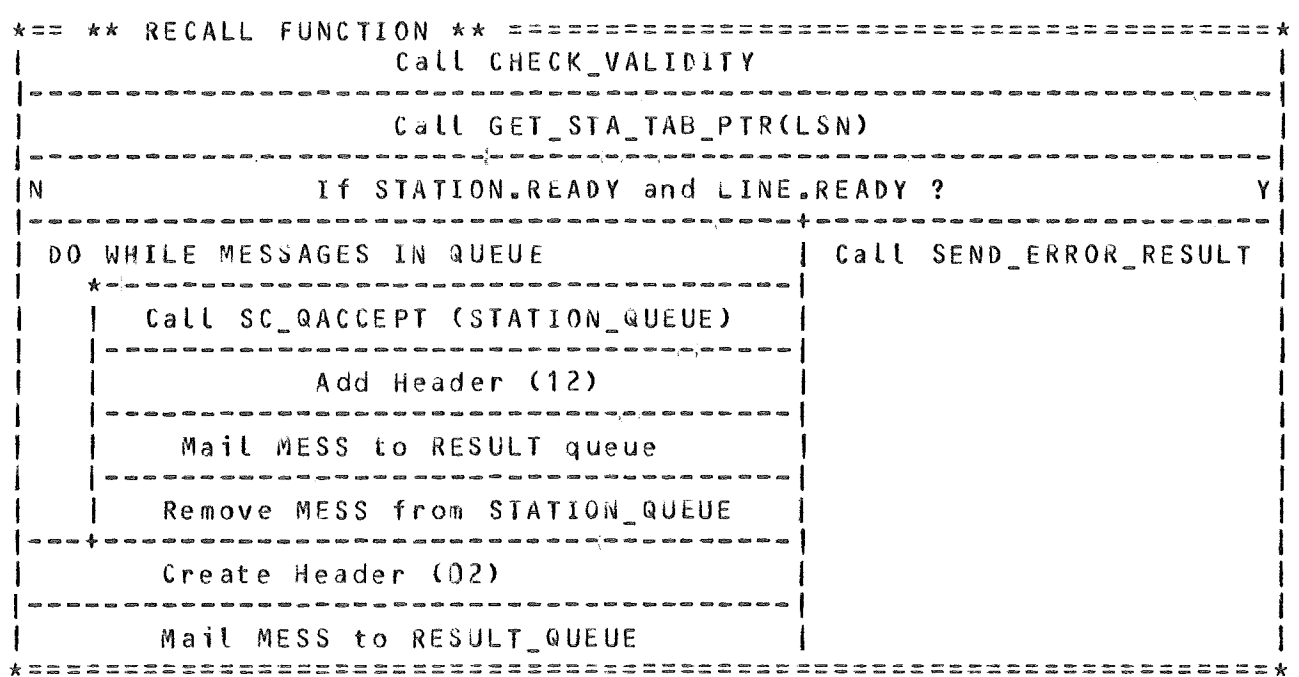 *== ** RECALL FUNCTION ** ==========================================*
Call CHECK_VALIDITY
Call GET_STA_TAB_PTR(LSN)
N If STATION.READY and LINE.READY ? Y
DO WHILE MESSAGES IN QUEUE | Call SEND_ERROR_RESULT
Call SC_QACCEPT (STATION_QUEUE)
Add Header (12)
Mail MESS to RESULT queue
Remove MESS from STATION_QUEUE
Create Header (02)
Mail MESS to RESULT_QUEUE